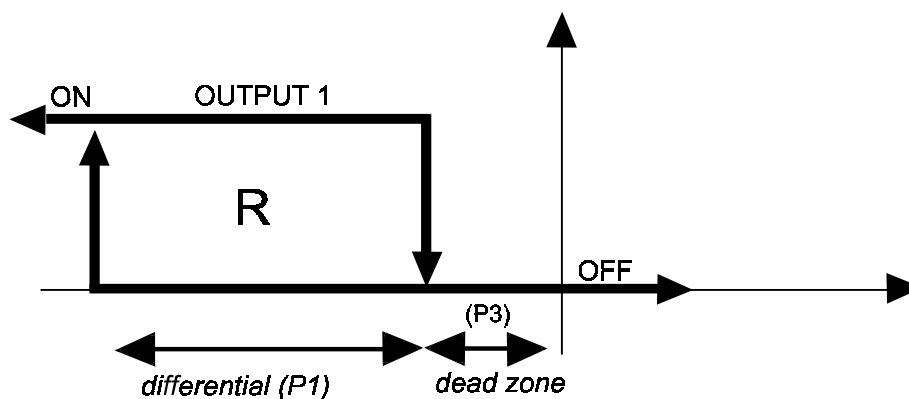 ON
OUTPUT 1
R
OFF
(P3)
differential (P1)
dead zone